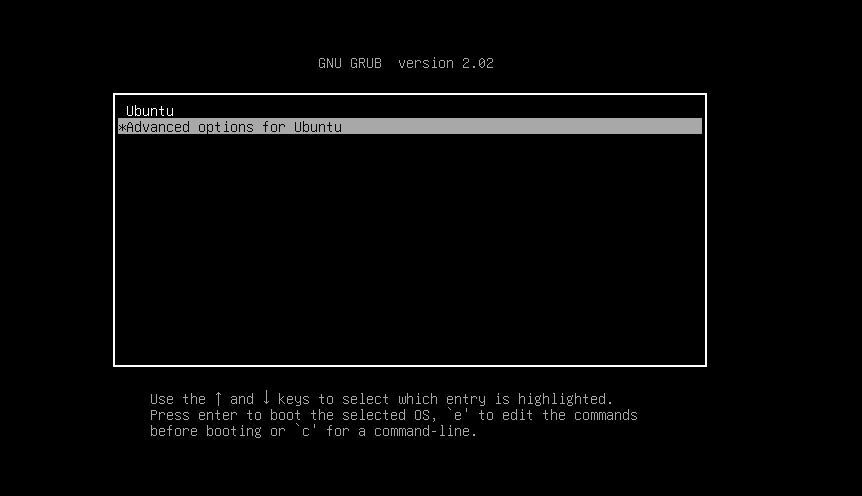 GNU GRUB  version 2.02
Ubuntu
*Advanced options for Ubuntu
Use the ↑ and ↓ keys to select which entry is highlighted.
Press enter to boot the selected OS, `e' to edit the commands
before booting or `c' for a command-line.